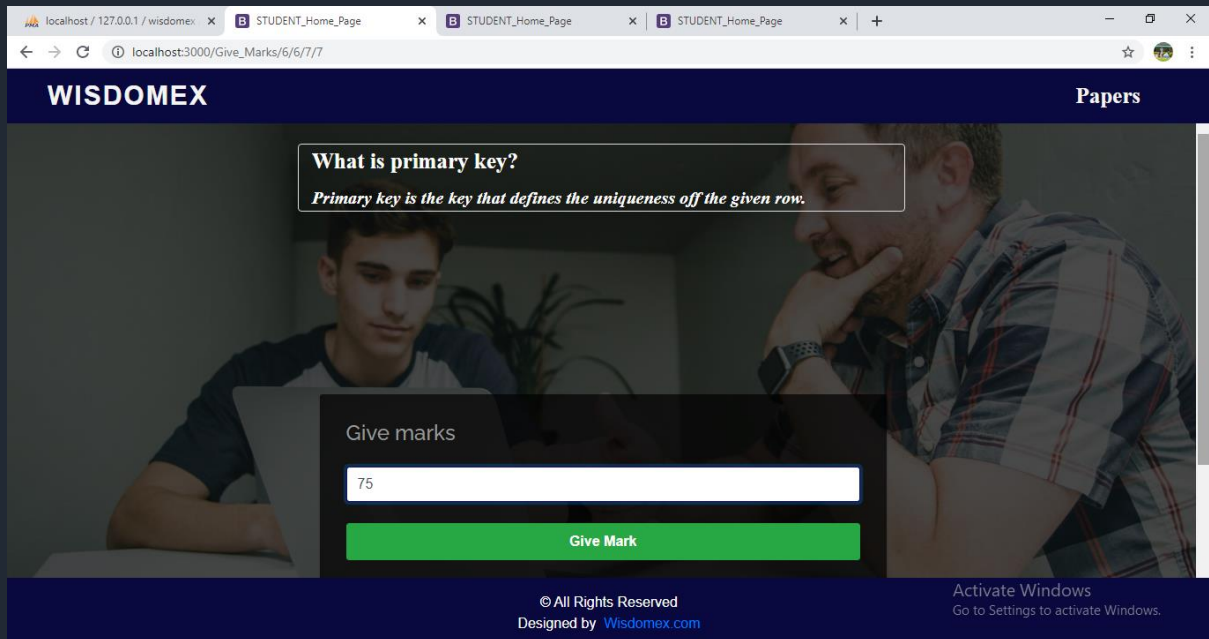 localhost / 127.0.0.1 / wisdomex
STUDENT_Home_Page
STUDENT_Home_Page
STUDENT_Home_Page
localhost:3000/Give_Marks/6/6/7/7
WISDOMEX
Papers
What is primary key?
Primary key is the key that defines the uniqueness off the given row.
Give marks
75
Give Mark
© All Rights Reserved
Designed by Wisdomex.com
Activate Windows
Go to Settings to activate Windows.